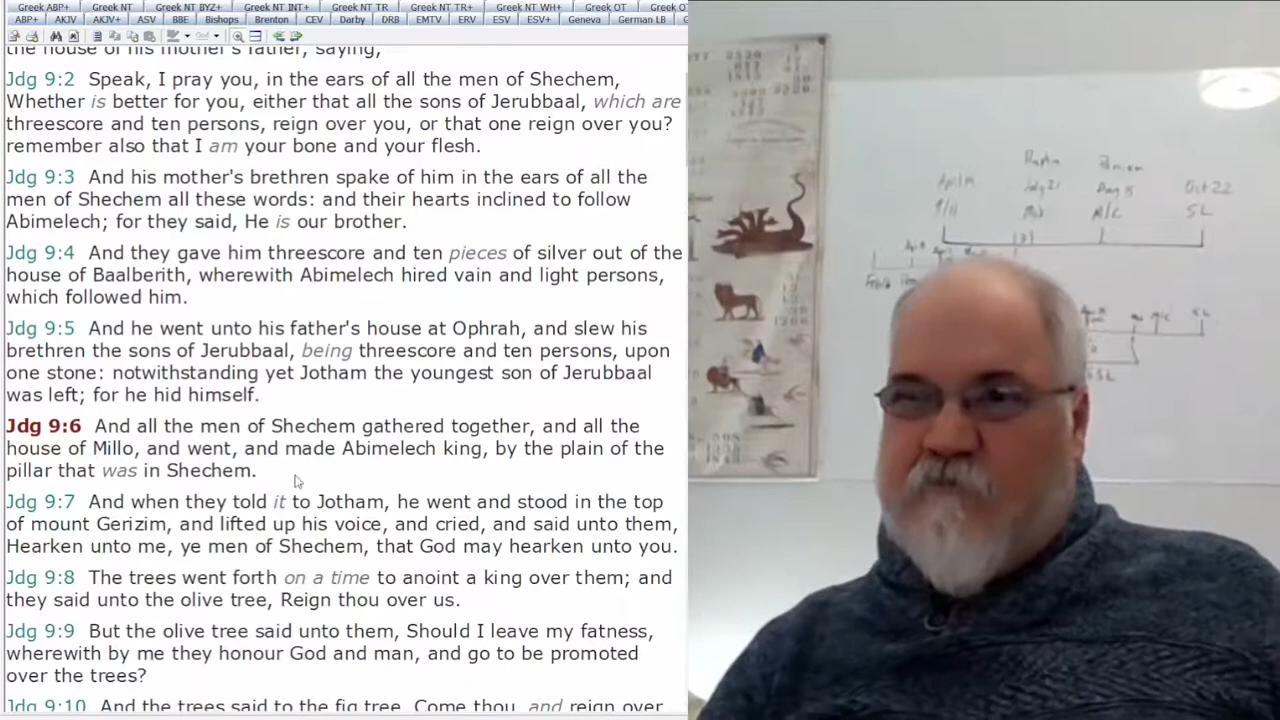 Greek ABP+ Greek NT Greek NT BYZ+ Greek NT INT+ Greek NT TR Greek NT TR+ Greek NT WH+ Greek OT
ABP+ AKJV AKJV+ ASV BBE Bishops Brenton CEV Darby DRB EMTV ERV ESV ESV+ Geneva German LB
the house of his mother's father, saying,
Jdg 9:2 Speak, I pray you, in the ears of all the men of Shechem,
Whether is better for you, either that all the sons of Jerubbaal, which are
threescore and ten persons, reign over you, or that one reign over you?
remember also that I am your bone and your flesh.
Jdg 9:3 And his mother's brethren spake of him in the ears of all the
men of Shechem all these words: and their hearts inclined to follow
Abimelech; for they said, He is our brother.
Jdg 9:4 And they gave him threescore and ten pieces of silver out of the
house of Baalberith, wherewith Abimelech hired vain and light persons,
which followed him.
Jdg 9:5 And he went unto his father's house at Ophrah, and slew his
brethren the sons of Jerubbaal, being threescore and ten persons, upon
one stone: notwithstanding yet Jotham the youngest son of Jerubbaal
was left; for he hid himself.
Jdg 9:6 And all the men of Shechem gathered together, and all the
house of Millo, and went, and made Abimelech king, by the plain of the
pillar that was in Shechem.
Jdg 9:7 And when they told it to Jotham, he went and stood in the top
of mount Gerizim, and lifted up his voice, and cried, and said unto them,
Hearken unto me, ye men of Shechem, that God may hearken unto you.
Jdg 9:8 The trees went forth on a time to anoint a king over them; and
they said unto the olive tree, Reign thou over us.
Jdg 9:9 But the olive tree said unto them, Should I leave my fatness,
wherewith by me they honour God and man, and go to be promoted
over the trees?
Jdg 9:10 And the trees said to the fig tree, Come thou, and reign over
Oct 22
9/11 M/C SL